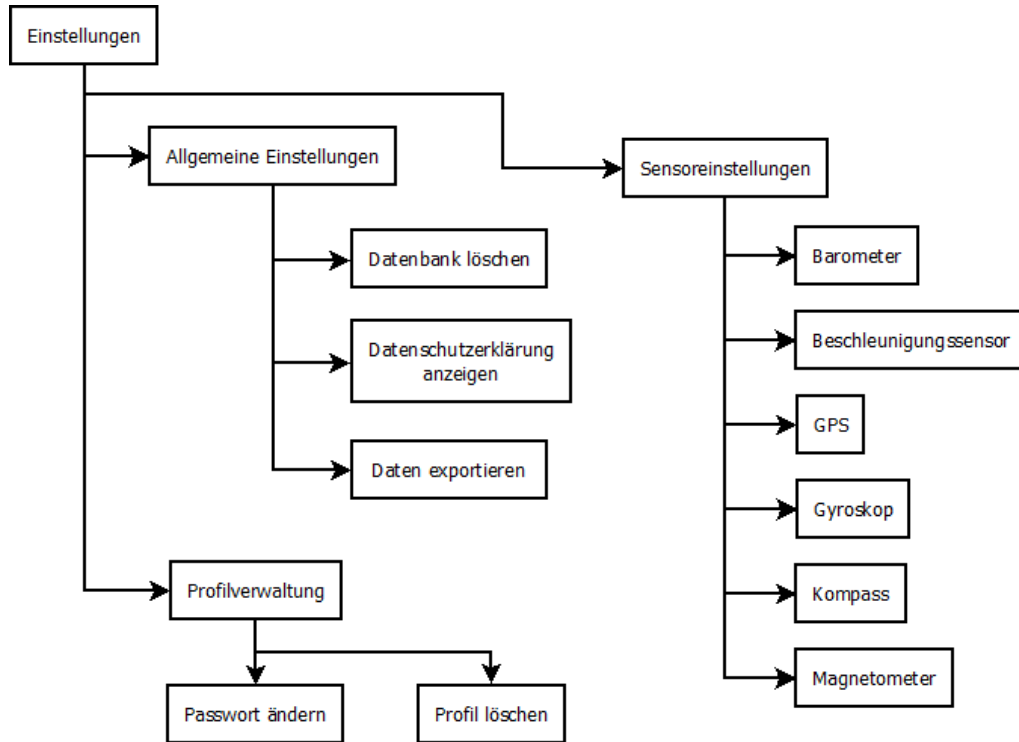 Einstellungen
Allgemeine Einstellungen
Datenbank löschen
Datenschutzerklärung
anzeigen
Daten exportieren
Profilverwaltung
Passwort ändern
Profil löschen
Sensoreinstellungen
Barometer
Beschleunigungssensor
GPS
Gyroskop
Kompass
Magnetometer